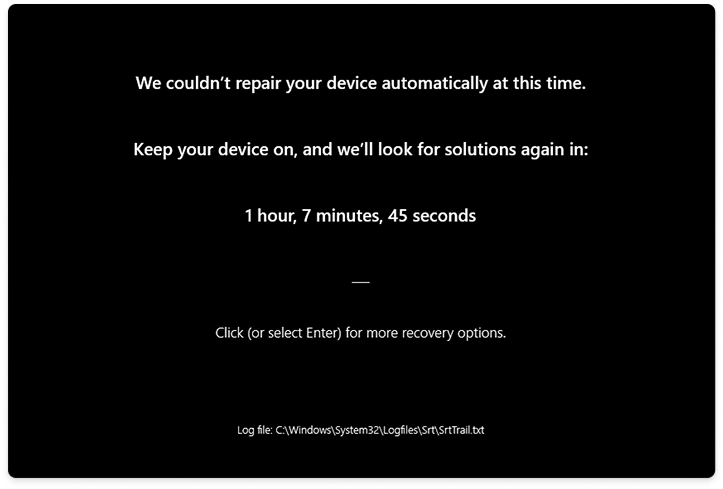 We couldn’t repair your device automatically at this time.
Keep your device on, and we’ll look for solutions again in:
1 hour, 7 minutes, 45 seconds
Click (or select Enter) for more recovery options.
Log file: C:\Windows\System32\Logfiles\Srt\SrtTrail.txt